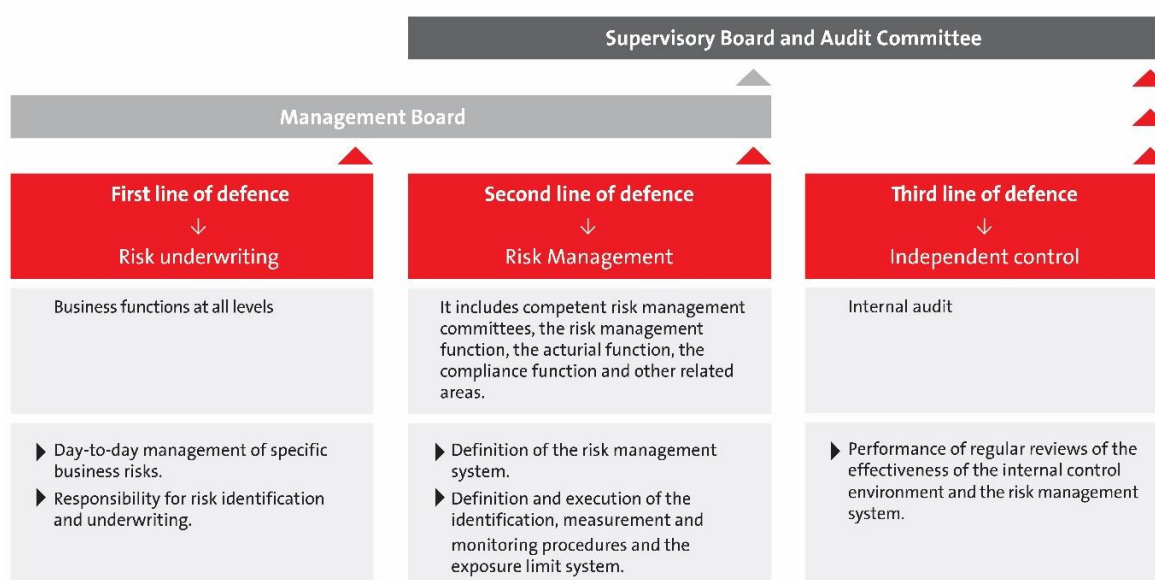 Supervisory Board and Audit Committee
Management Board
First line of defence
↓
Risk underwriting
Business functions at all levels
Day-to-day management of specific
business risks.
Responsibility for risk identification
and underwriting.
Second line of defence
↓
Risk Management
It includes competent risk management
committees, the risk management
function, the acturial function, the
compliance function and other related
areas.
Definition of the risk management
system.
Definition and execution of the
identification, measurement and
monitoring procedures and the
exposure limit system.
Third line of defence
↓
Independent control
Internal audit
Performance of regular reviews of the
effectiveness of the internal control
environment and the risk management
system.